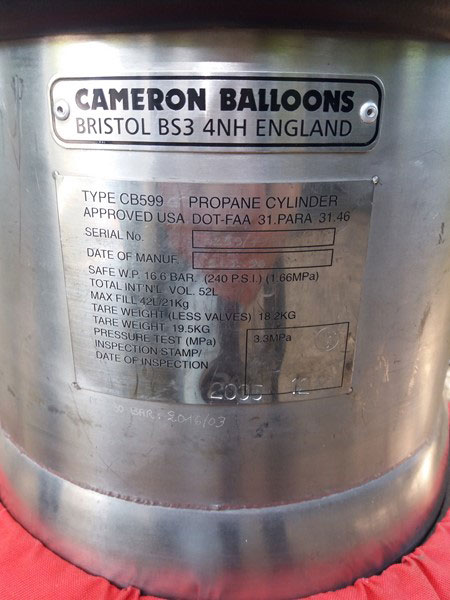 CAMERON BALLOONS
BRISTOL BS3 4NH ENGLAND
TYPE CB599 PROPANE CYLINDER
APPROVED USA DOT-FAA 31.PARA 31.46
SERIAL No.
DATE OF MANUF.
SAFE W.P. 16.6 BAR. (240 P.S.I.) (1.66MPa)
TOTAL INT'N'L VOL. 52L
MAX FILL 42L/21Kg
TARE WEIGHT (LESS VALVES) 18.2KG
TARE WEIGHT 19.5KG
PRESSURE TEST (MPa) 3.3MPa
INSPECTION STAMP/
DATE OF INSPECTION
2005 12
BAR: